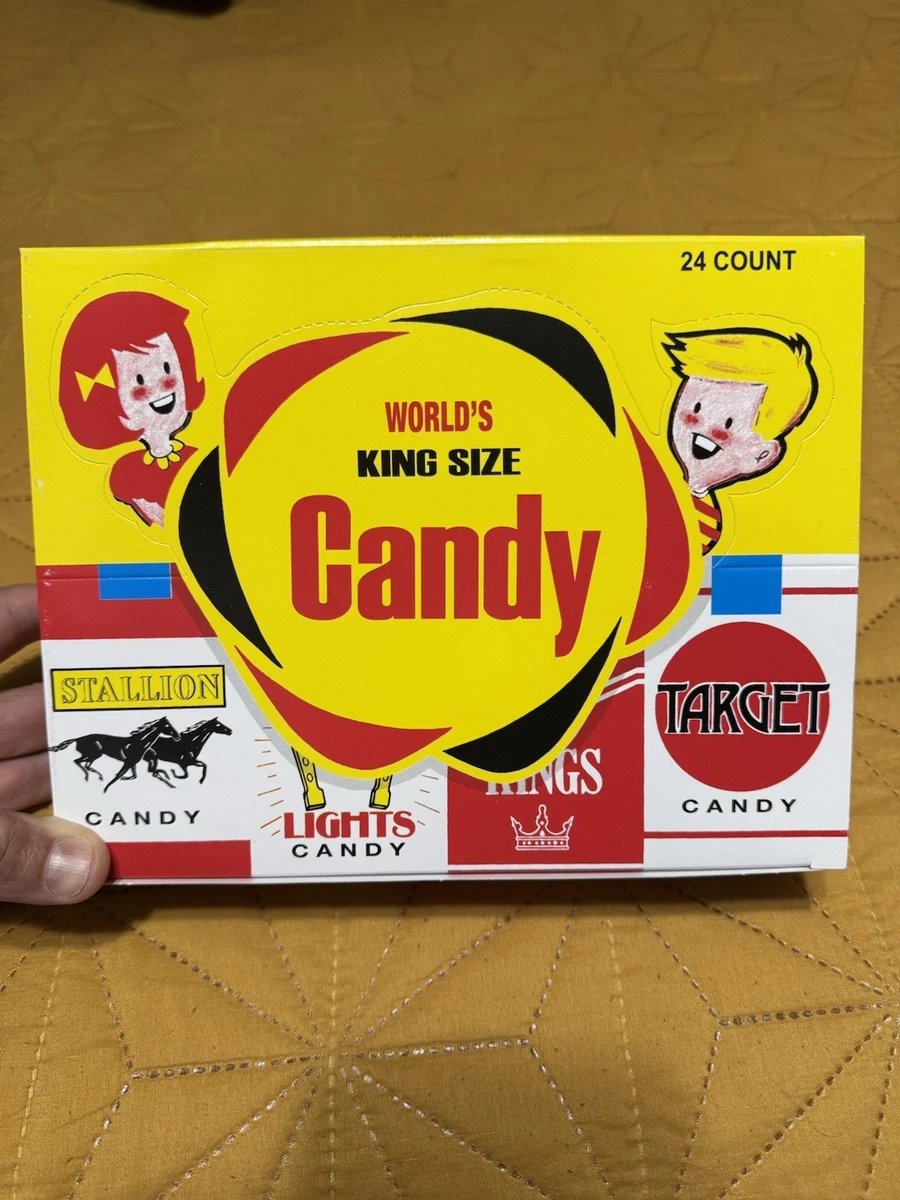 24 COUNT
WORLD'S
KING SIZE
Candy
STALLION
CANDY
LIGHTS
CANDY
KINGS
TARGET
CANDY